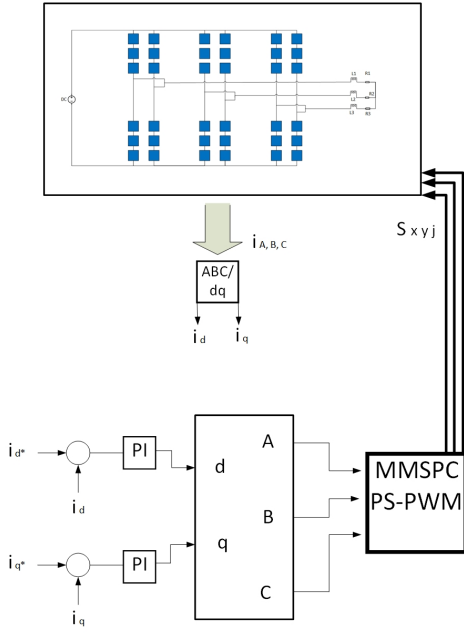 DC
L1
R1
L2
R2
L3
R3
S x y j
i A, B, C
ABC/
dq
i d
i q
A
i d*
PI
d
MMSPC
i d
B
PS-PWM
i q*
PI
q
C
i q